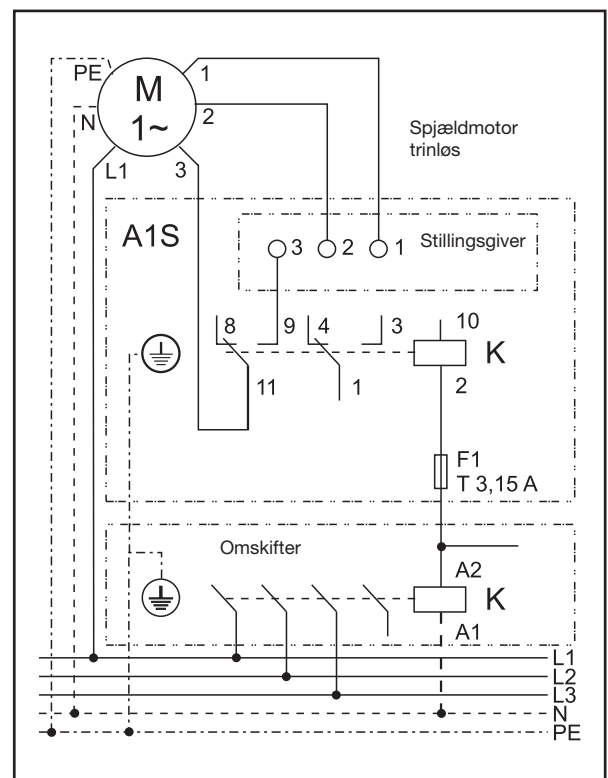 PE
1
M
1~
N
2
L1
3
Spjældmotor
trinløs
A1S
3
2
1
Stillingsgiver
8
9
4
3
10
K
11
1
2
F1
T 3,15 A
Omskifter
A2
K
A1
L1
L2
L3
N
PE